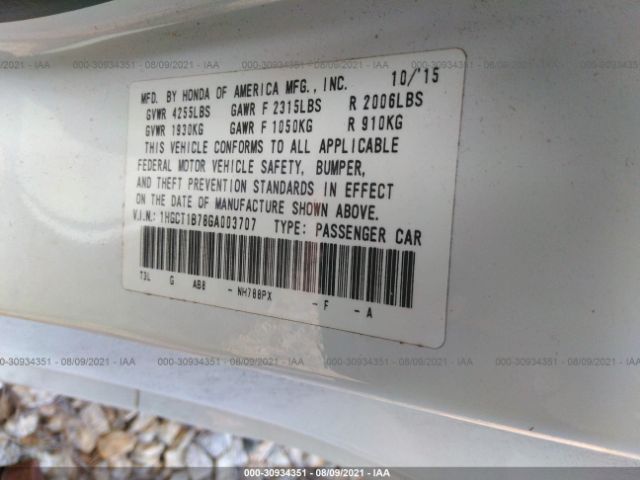 000-30934351 - 08/09/2021 - IAA
MFD. BY HONDA OF AMERICA MFG., INC. 10/'15
GVWR 4255LBS GAWR F 2315LBS R 2006LBS
GVWR 1930KG GAWR F 1050KG R 910KG
THIS VEHICLE CONFORMS TO ALL APPLICABLE
FEDERAL MOTOR VEHICLE SAFETY, BUMPER,
AND THEFT PREVENTION STANDARDS IN EFFECT
ON THE DATE OF MANUFACTURE SHOWN ABOVE.
V.I.N.: 1HGCT1B78GA003707 TYPE: PASSENGER CAR
T3L G AB8 - NH788PX - F - A
000-30934351 - 08/09/2021 - IAA
000-30934351 - 08/09/2021 - IAA